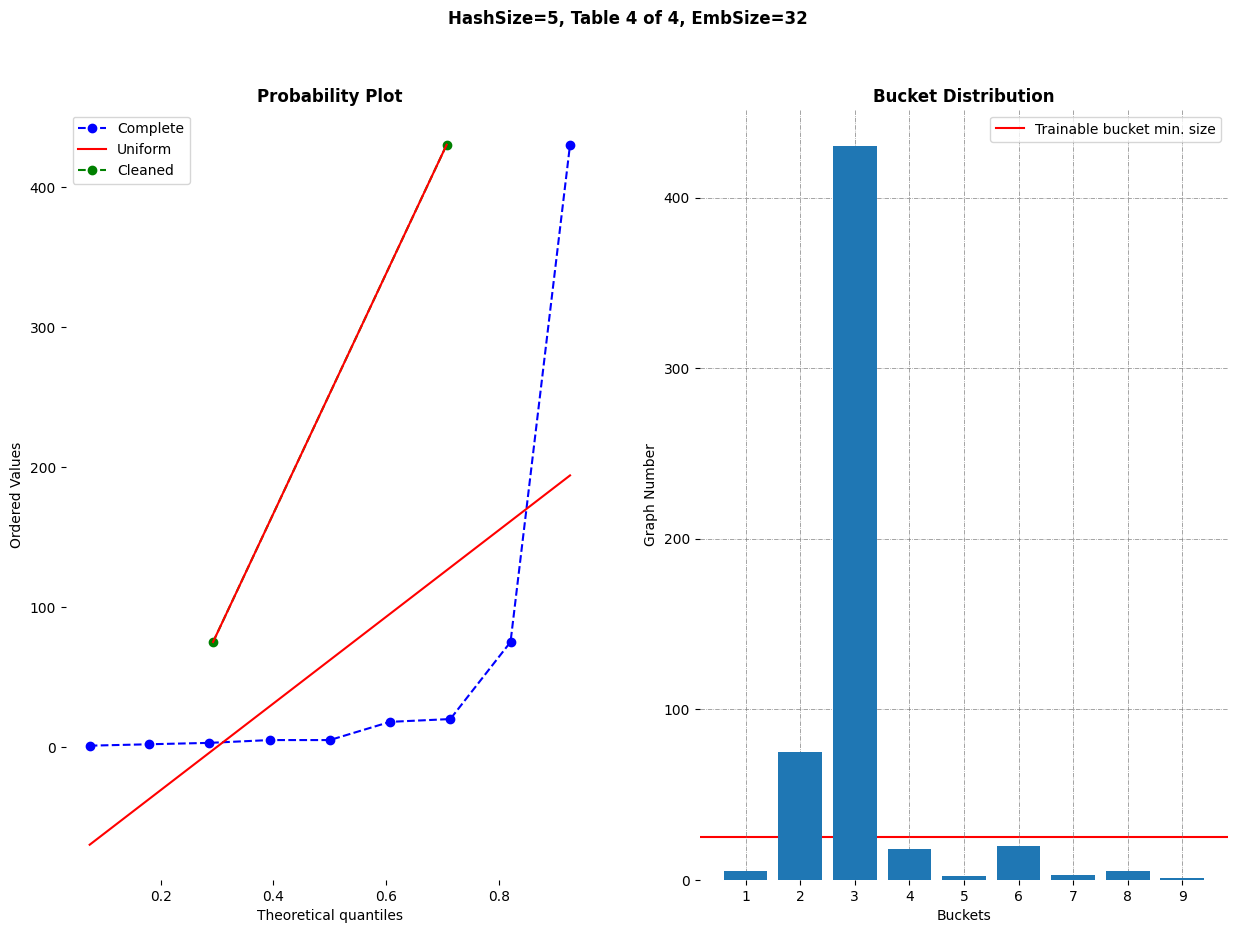 HashSize=5, Table 4 of 4, EmbSize=32
Probability Plot
Complete
Uniform
Cleaned
400
300
200
100
0
Ordered Values
0.2 0.4 0.6 0.8
Theoretical quantiles
Bucket Distribution
Trainable bucket min. size
400
300
200
100
0
Graph Number
1 2 3 4 5 6 7 8 9
Buckets